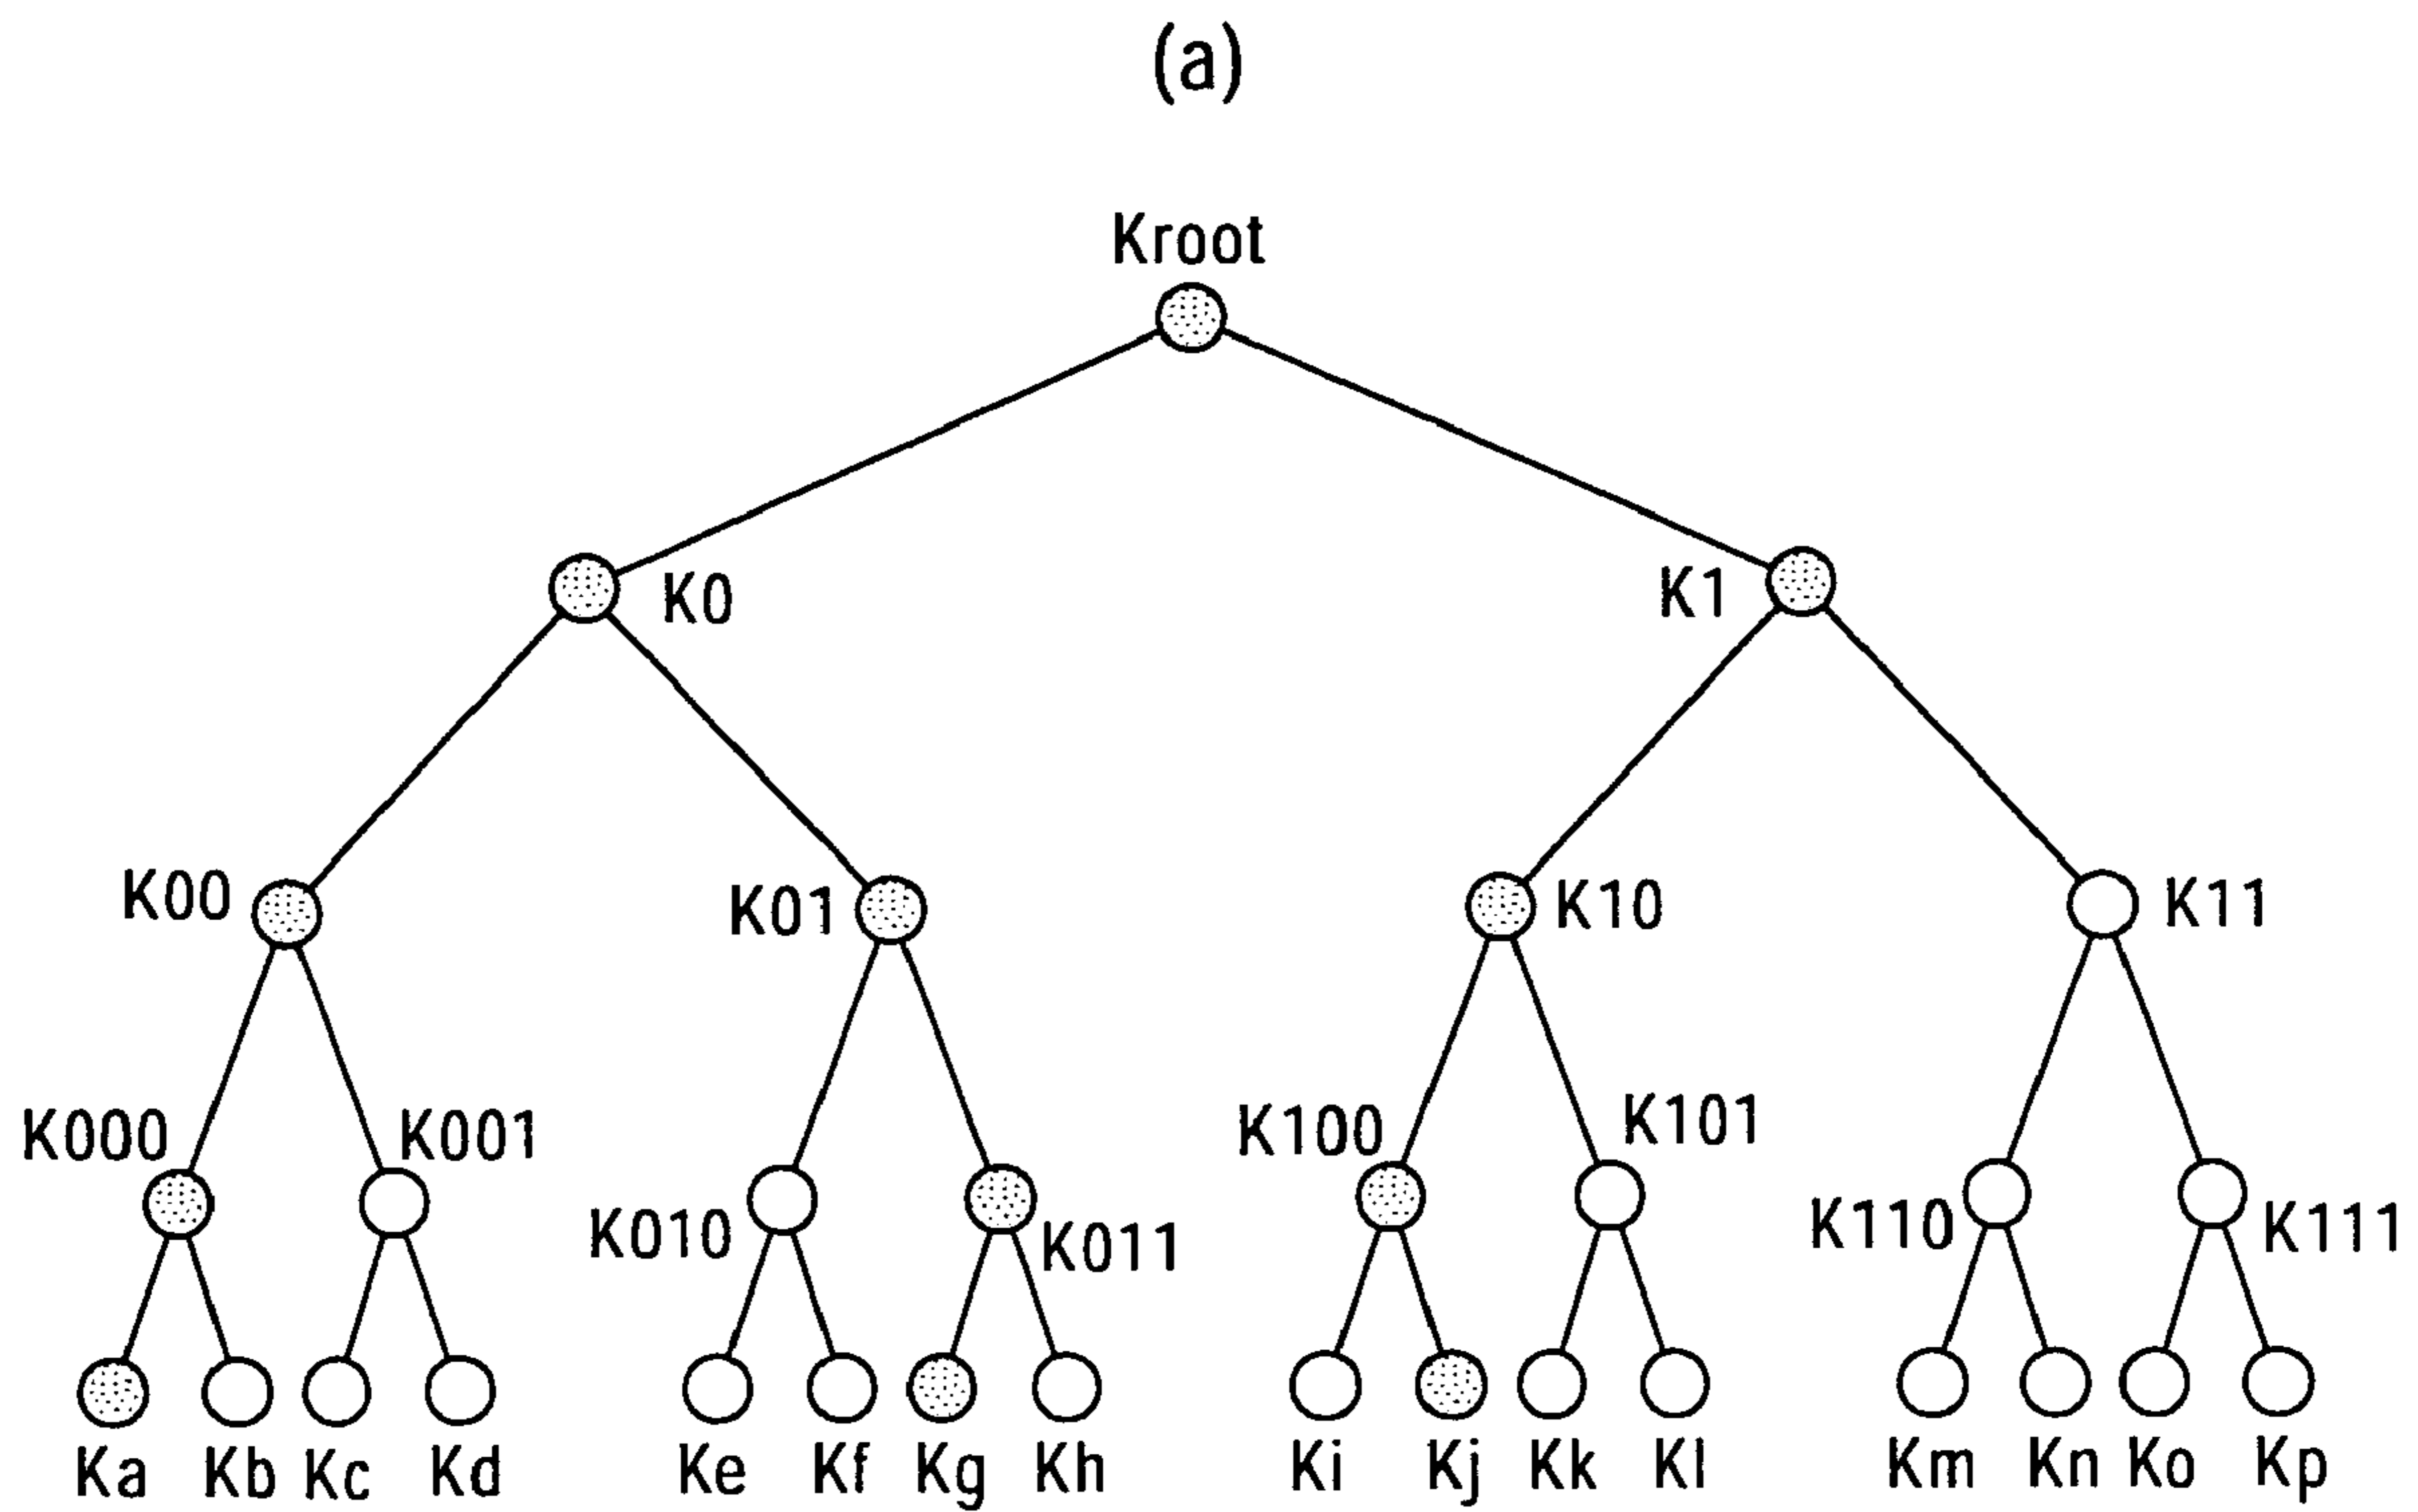 (a)
Kroot
K0 K1
K00 K01 K10 K11
K000 K001 K010 K011 K100 K101 K110 K111
Ka Kb Kc Kd Ke Kf Kg Kh Ki Kj Kk Kl Km Kn Ko Kp